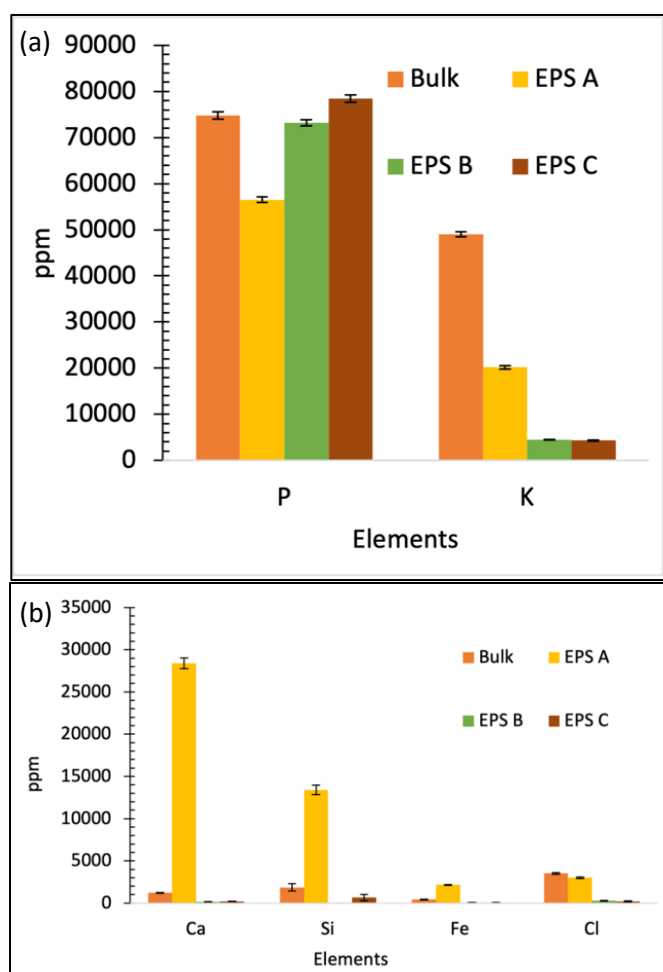 (a)
90000
80000
70000
60000
50000
40000
30000
20000
10000
0
ppm
Bulk EPS A
EPS B EPS C
P K
Elements
(b)
35000
30000
25000
20000
15000
10000
5000
0
ppm
Bulk EPS A
EPS B EPS C
Ca Si Fe Cl
Elements